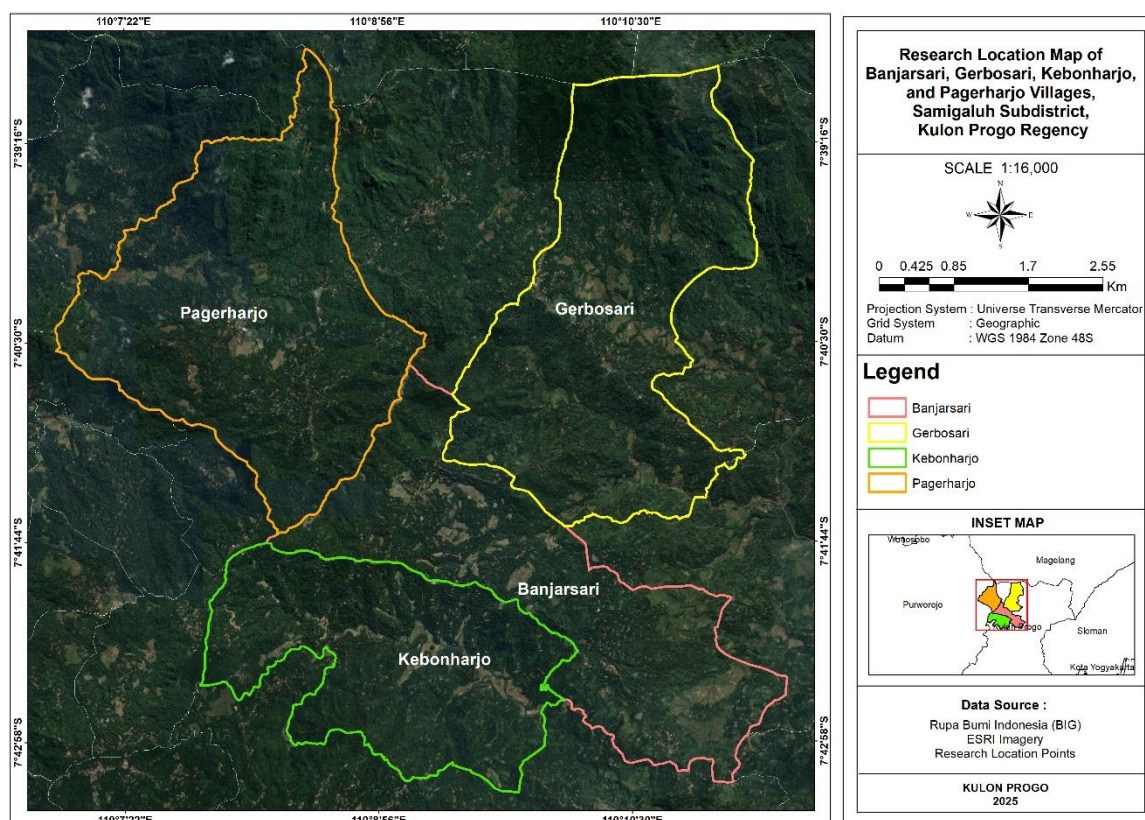 110°7'22"E
110°8'56"E
110°10'30"E
7°39'16"S
7°40'30"S
7°41'44"S
7°42'58"S
7°39'16"S
7°40'30"S
7°41'44"S
7°42'58"S
Pagerharjo
Gerbosari
Banjarsari
Kebonharjo
110°8'56"E
Research Location Map of
Banjarsari, Gerbosari, Kebonharjo,
and Pagerharjo Villages,
Samigaluh Subdistrict,
Kulon Progo Regency
SCALE 1:16,000
N
W E
S
0 0.425 0.85 1.7 2.55
Km
Projection System : Universe Transverse Mercator
Grid System : Geographic
Datum : WGS 1984 Zone 48S
Legend
Banjarsari
Gerbosari
Kebonharjo
Pagerharjo
INSET MAP
Wonosobo
Magelang
Purworejo
Kulon Progo
Sleman
Kota Yogyakarta
Data Source :
Rupa Bumi Indonesia (BIG)
ESRI Imagery
Research Location Points
KULON PROGO
2025